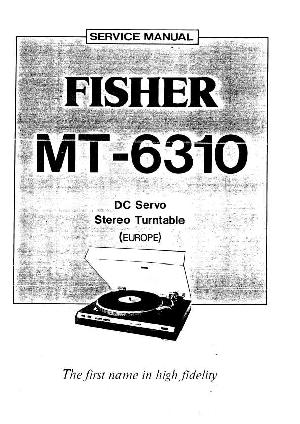 SERVICE MANUAL
FISHER
MT-6310
DC Servo
Stereo Turntable
(EUROPE)
The first name in high fidelity